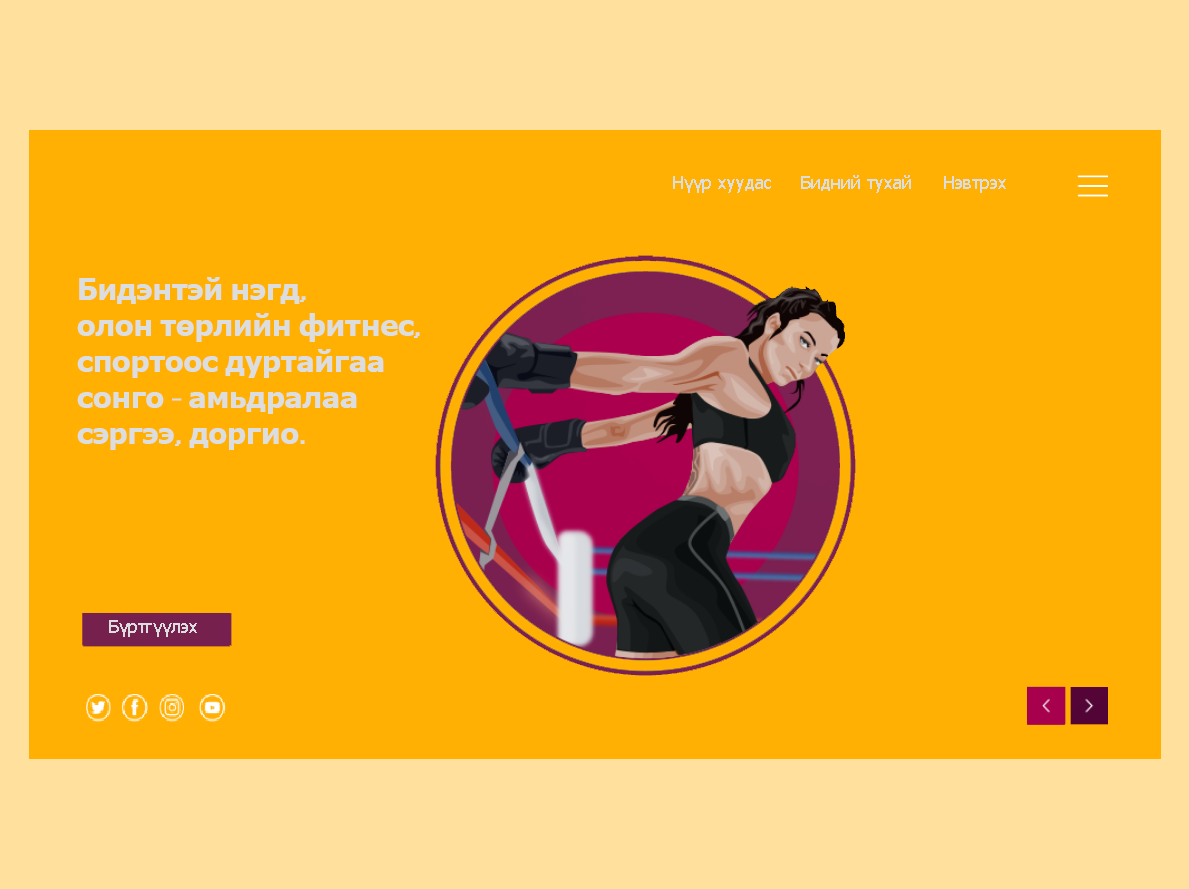 Нүүр хуудас Бидний тухай Нэвтрэх
Бидэнтэй нэгд,
олон төрлийн фитнес,
спортоос дуртайгаа
сонго - амьдралаа
сэргээ, доргио.
Бүртгүүлэх